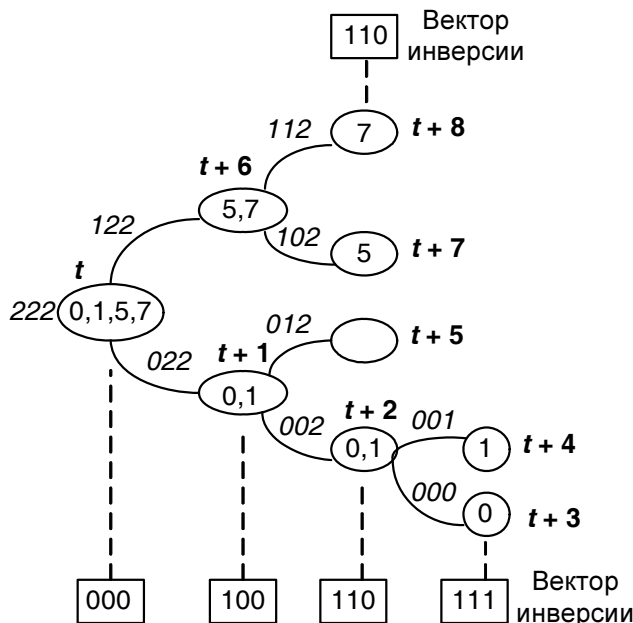 110
Вектор
инверсии
112
7
t + 8
t + 6
5,7
122
102
5
t + 7
t
222
0,1,5,7
012
t + 5
022
t + 1
0,1
t + 2
001
002
0,1
1
t + 4
000
0
t + 3
000
100
110
111
Вектор
инверсии